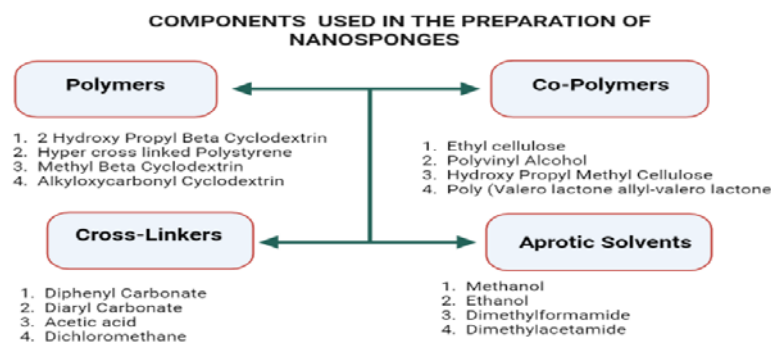 COMPONENTS USED IN THE PREPARATION OF
NANOSPONGES
Polymers
1. 2 Hydroxy Propyl Beta Cyclodextrin
2. Hyper cross linked Polystyrene
3. Methyl Beta Cyclodextrin
4. Alkyloxycarbonyl Cyclodextrin
Co-Polymers
1. Ethyl cellulose
2. Polyvinyl Alcohol
3. Hydroxy Propyl Methyl Cellulose
4. Poly (Valero lactone allyl-valero lactone
Cross-Linkers
1. Diphenyl Carbonate
2. Diaryl Carbonate
3. Acetic acid
4. Dichloromethane
Aprotic Solvents
1. Methanol
2. Ethanol
3. Dimethylformamide
4. Dimethylacetamide